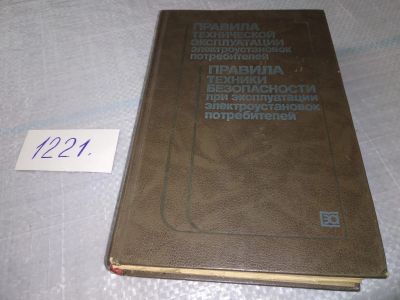 ПРАВИЛА
ТЕХНИЧЕСКОЙ
ЭКСПЛУАТАЦИИ
электроустановок
потребителей
ПРАВИЛА
ТЕХНИКИ
БЕЗОПАСНОСТИ
при эксплуатации
электроустановок
потребителей
1221.